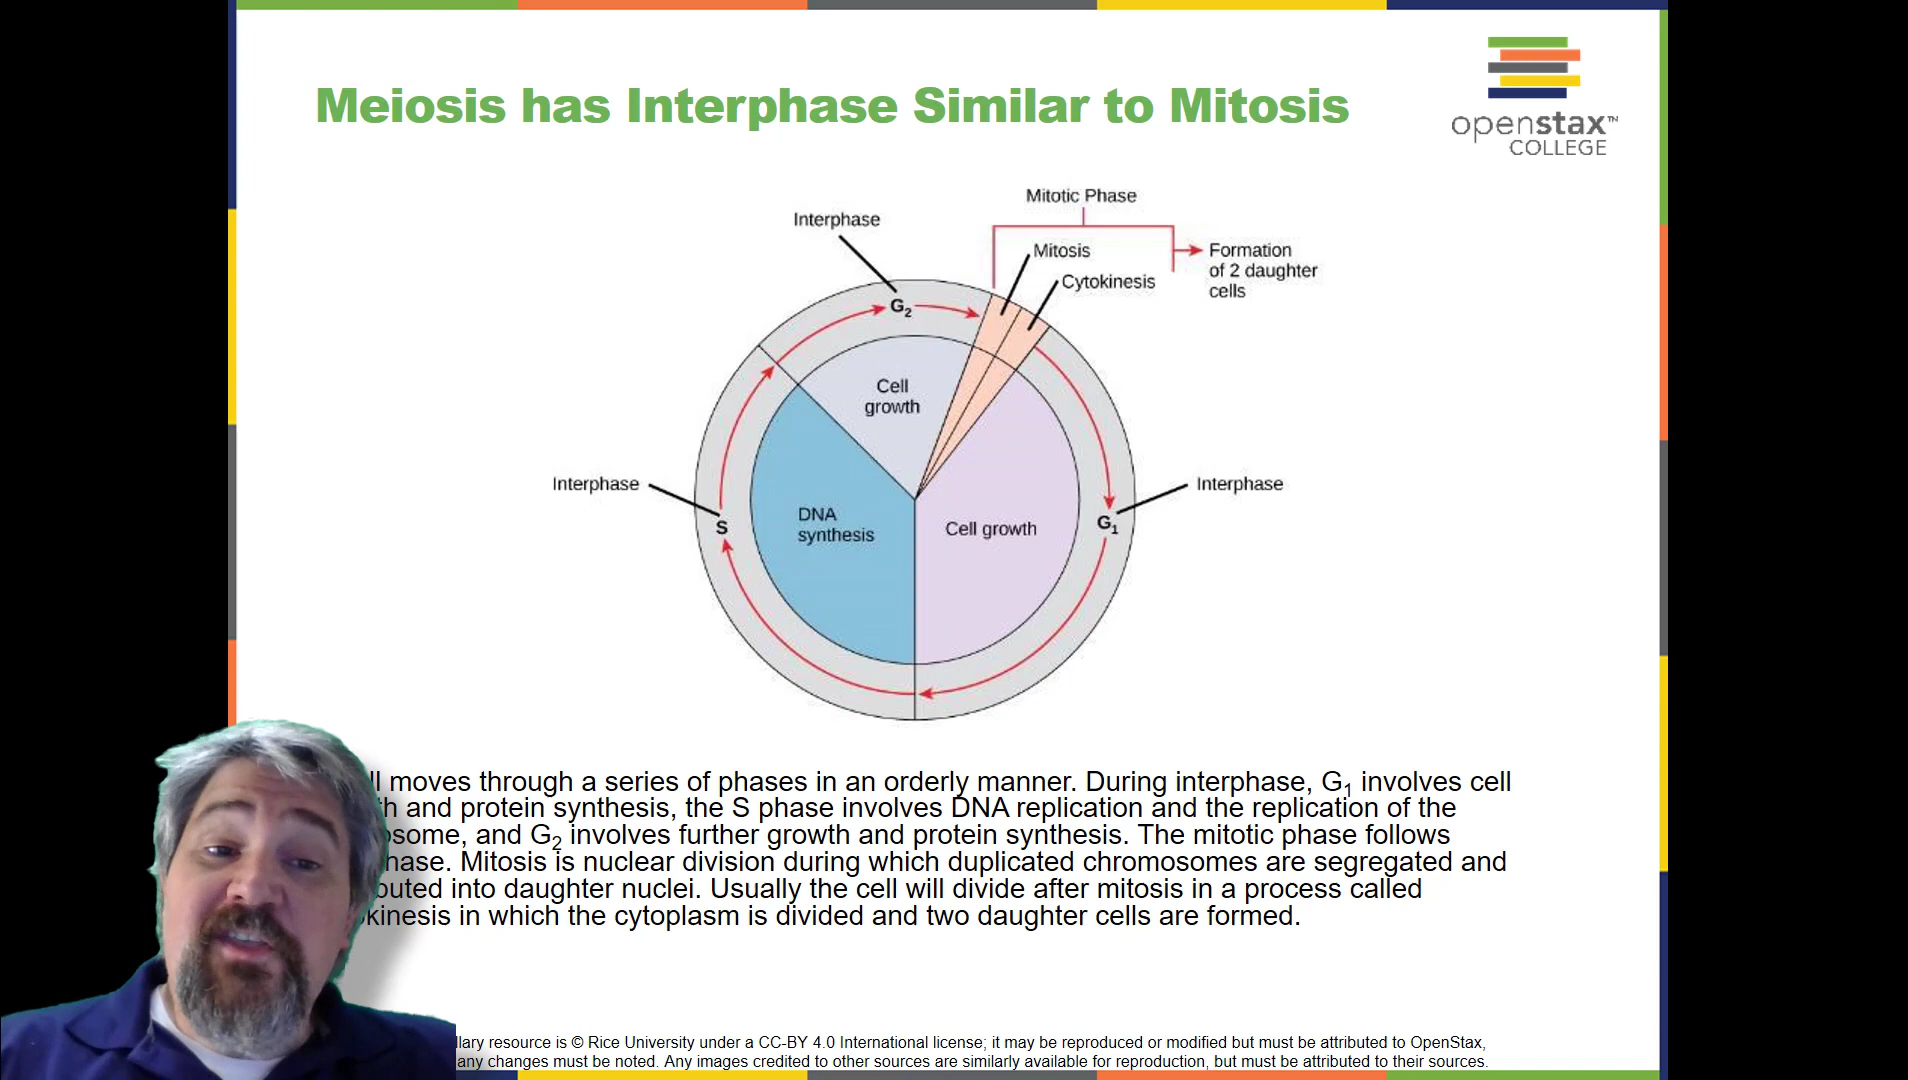 Meiosis has Interphase Similar to Mitosis
openstax™
COLLEGE
Mitotic Phase
Interphase
Mitosis
Formation
of 2 daughter
cells
Cytokinesis
G2
Cell
growth
Interphase
Interphase
S
DNA
synthesis
Cell growth
G1
moves through a series of phases in an orderly manner. During interphase, G1 involves cell
and protein synthesis, the S phase involves DNA replication and the replication of the
and G2 involves further growth and protein synthesis. The mitotic phase follows
Mitosis is nuclear division during which duplicated chromosomes are segregated and
into daughter nuclei. Usually the cell will divide after mitosis in a process called
in which the cytoplasm is divided and two daughter cells are formed.
resource is © Rice University under a CC-BY 4.0 International license; it may be reproduced or modified but must be attributed to OpenStax,
any changes must be noted. Any images credited to other sources are similarly available for reproduction, but must be attributed to their sources.